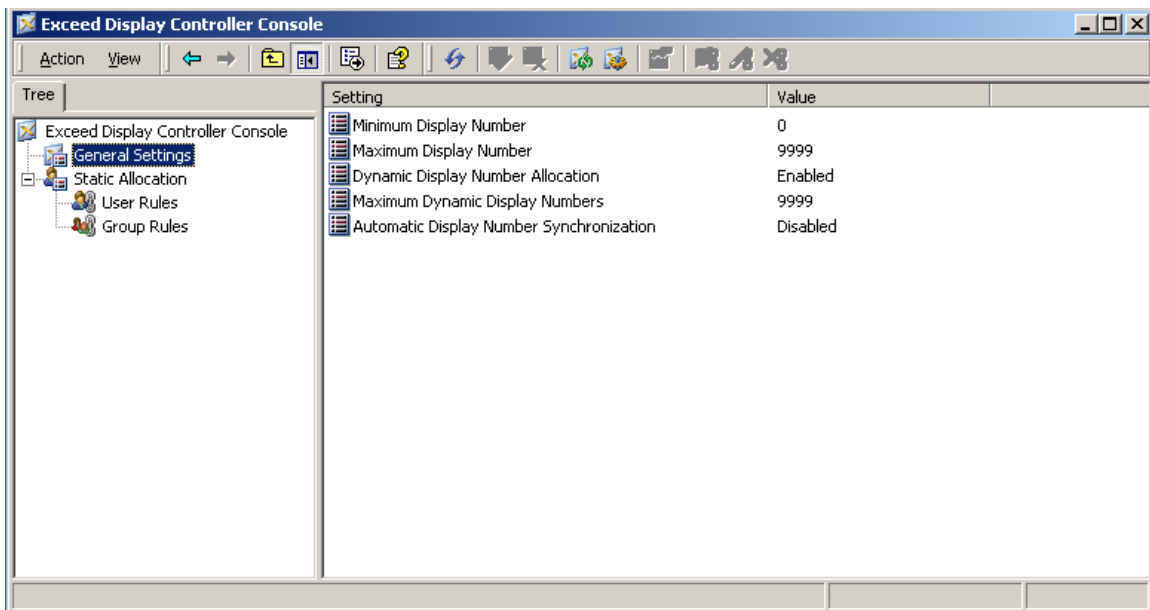 Exceed Display Controller Console
Action View
Tree
Exceed Display Controller Console
General Settings
Static Allocation
User Rules
Group Rules
Setting Value
Minimum Display Number 0
Maximum Display Number 9999
Dynamic Display Number Allocation Enabled
Maximum Dynamic Display Numbers 9999
Automatic Display Number Synchronization Disabled